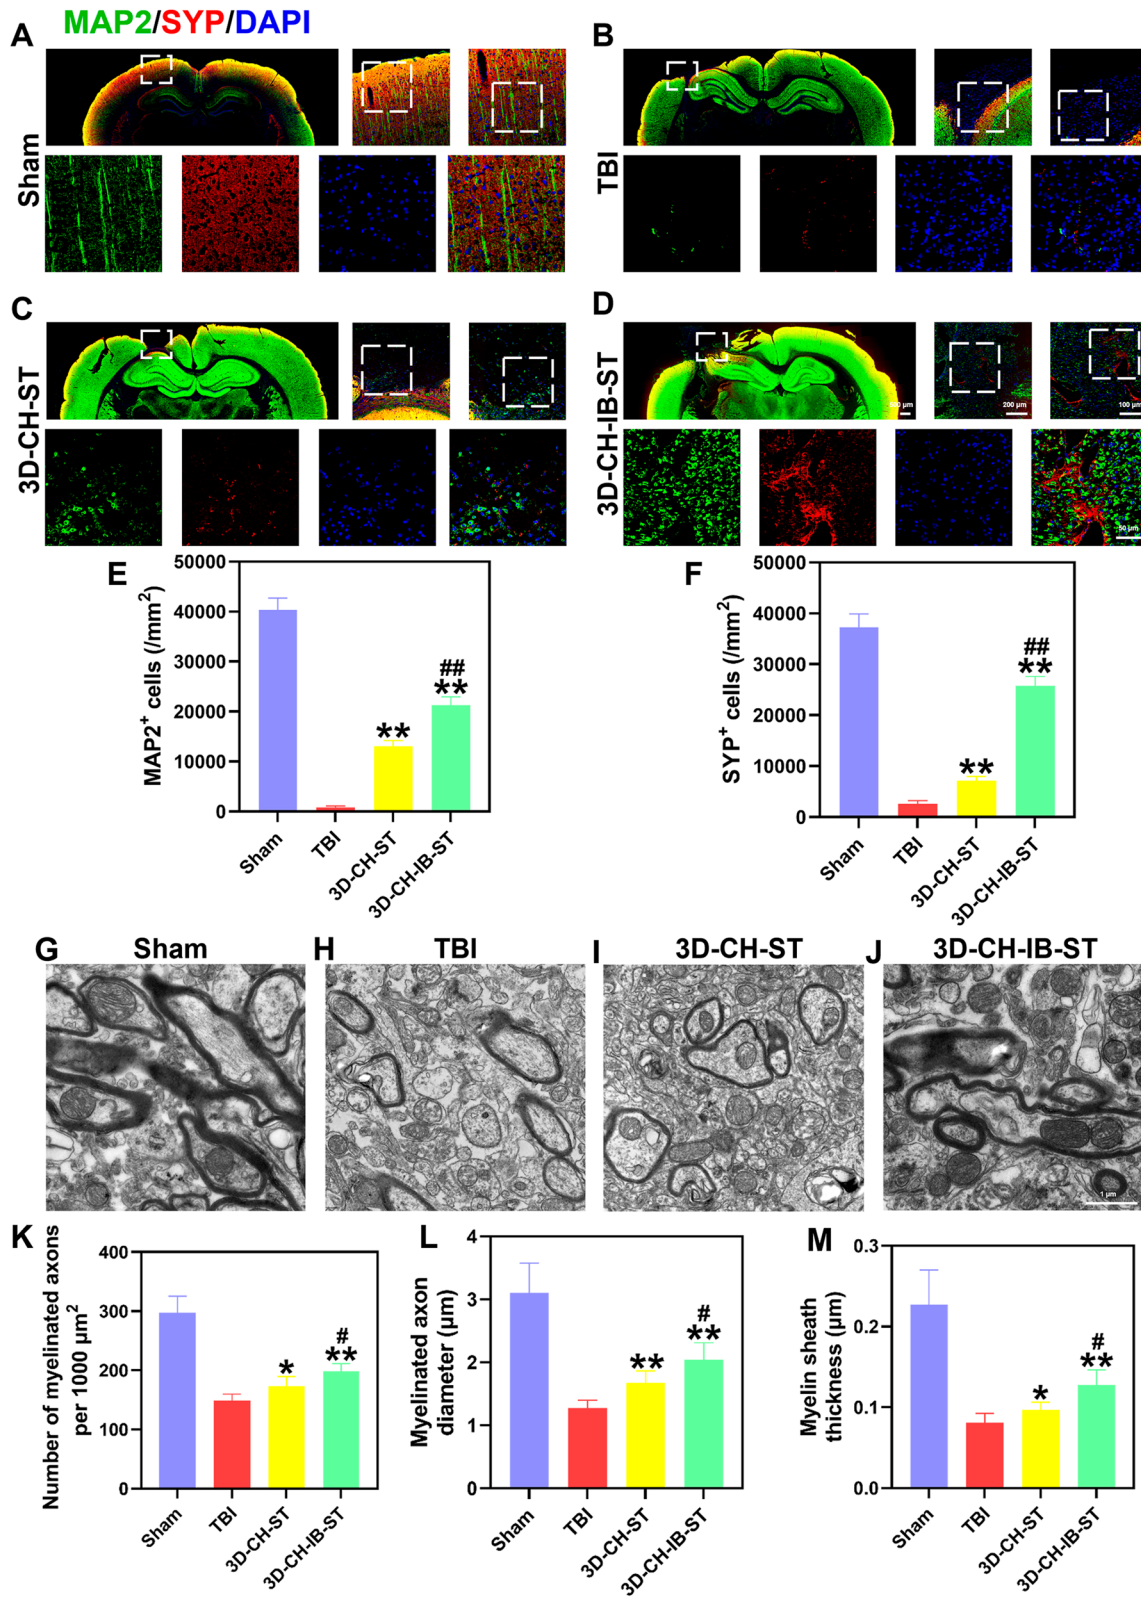 MAP2/SYP/DAPI
A
B
Sham
TBI
C
D
3D-CH-ST
3D-CH-IB-ST
200 μm
100 μm
50 μm
E
MAP2+ cells (/mm2)
50000
40000
30000
20000
10000
0
**
##
**
Sham
TBI
3D-CH-ST
3D-CH-IB-ST
F
SYP+ cells (/mm2)
50000
40000
30000
20000
10000
0
**
##
**
Sham
TBI
3D-CH-ST
3D-CH-IB-ST
G
Sham
H
TBI
I
3D-CH-ST
J
3D-CH-IB-ST
1 μm
K
Number of myelinated axons
per 1000 μm2
400
300
200
100
0
*
#
**
Sham
TBI
3D-CH-ST
3D-CH-IB-ST
L
Myelinated axon
diameter (μm)
4
3
2
1
0
**
#
**
Sham
TBI
3D-CH-ST
3D-CH-IB-ST
M
Myelin sheath
thickness (μm)
0.3
0.2
0.1
0.0
*
#
**
Sham
TBI
3D-CH-ST
3D-CH-IB-ST